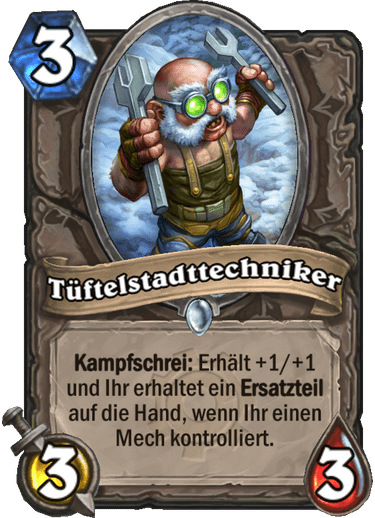 3
Tüftelstadttechniker
Kampfschrei: Erhält +1/+1
und Ihr erhaltet ein Ersatzteil
auf die Hand, wenn Ihr einen
Mech kontrolliert.
3
3